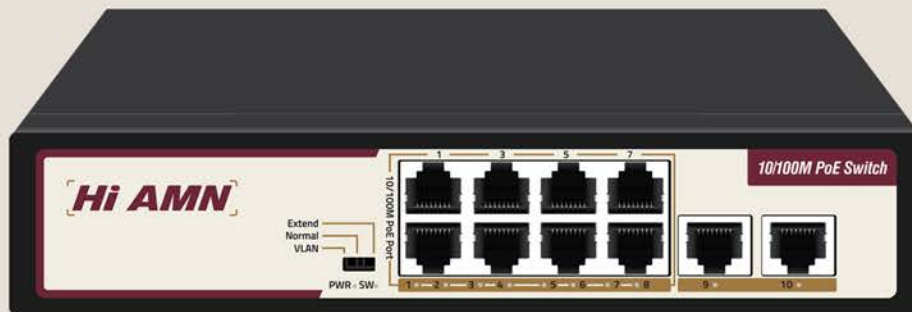 1 3 5 7
10/100M PoE Switch
Hi AMN
10/100M PoE Port
Extend
Normal
VLAN
PWR SW
1 2 3 4 5 6 7 8
9
10